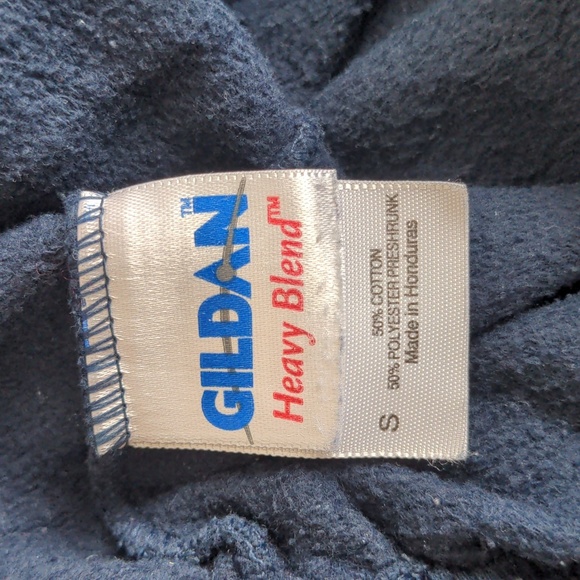 GILDAN™
Heavy Blend™
50% COTTON
50% POLYESTER PRESHRUNK
Made in Honduras
S